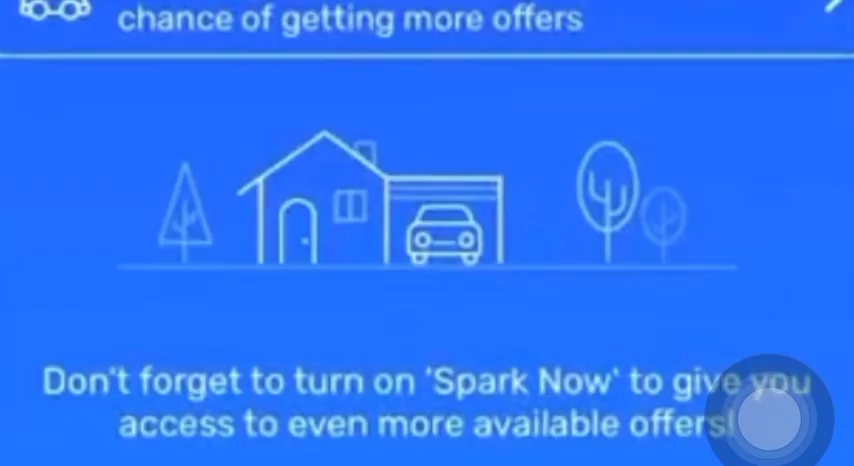 chance of getting more offers
Don't forget to turn on 'Spark Now' to give you
access to even more available offers!